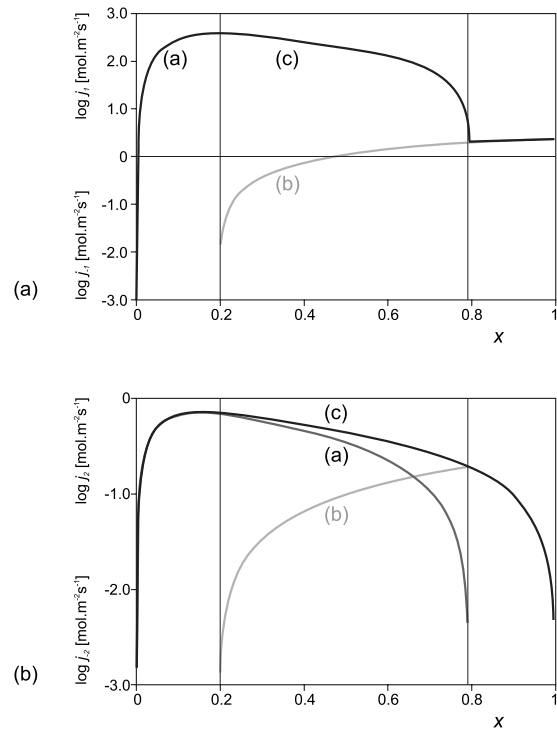 log j₁ [mol.m⁻²s⁻¹]
log j₋₁ [mol.m⁻²s⁻¹]
3.0
2.0
1.0
0
-1.0
-2.0
-3.0
(a)
(c)
(b)
(a)
0 0.2 0.4 0.6 0.8 1
x
log j₂ [mol.m⁻²s⁻¹]
log j₋₂ [mol.m⁻²s⁻¹]
0
-1.0
-2.0
-3.0
(c)
(a)
(b)
(b)
0 0.2 0.4 0.6 0.8 1
x